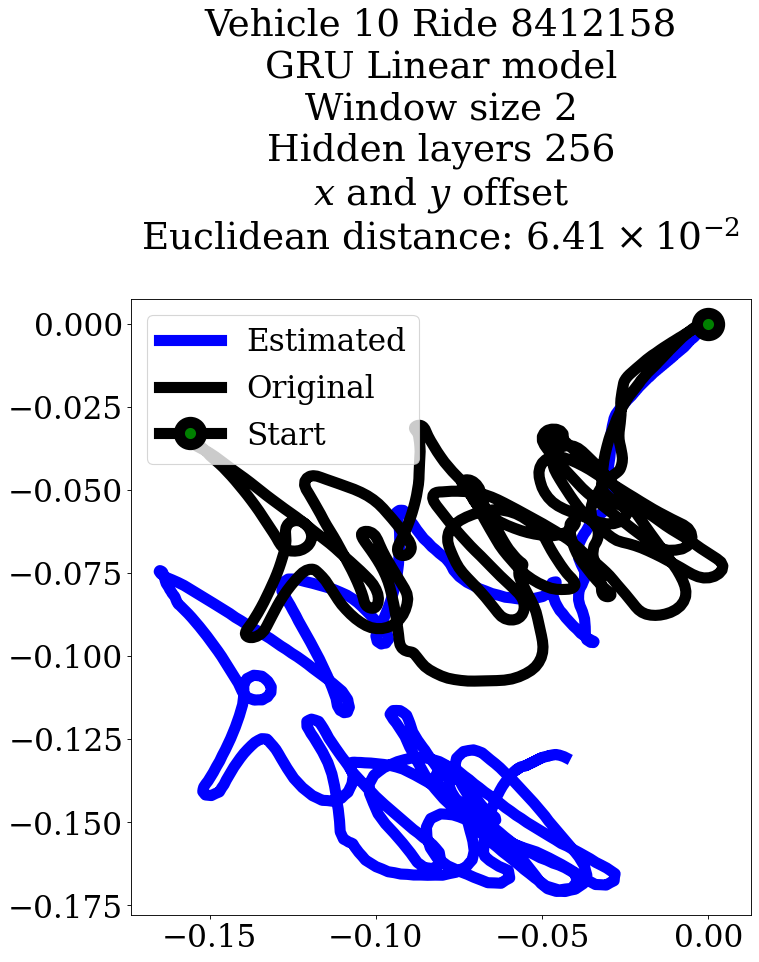 Vehicle 10 Ride 8412158
GRU Linear model
Window size 2
Hidden layers 256
x and y offset
Euclidean distance: 6.41 × 10⁻²
Estimated
Original
Start
0.000
−0.025
−0.050
−0.075
−0.100
−0.125
−0.150
−0.175
−0.15 −0.10 −0.05 0.00